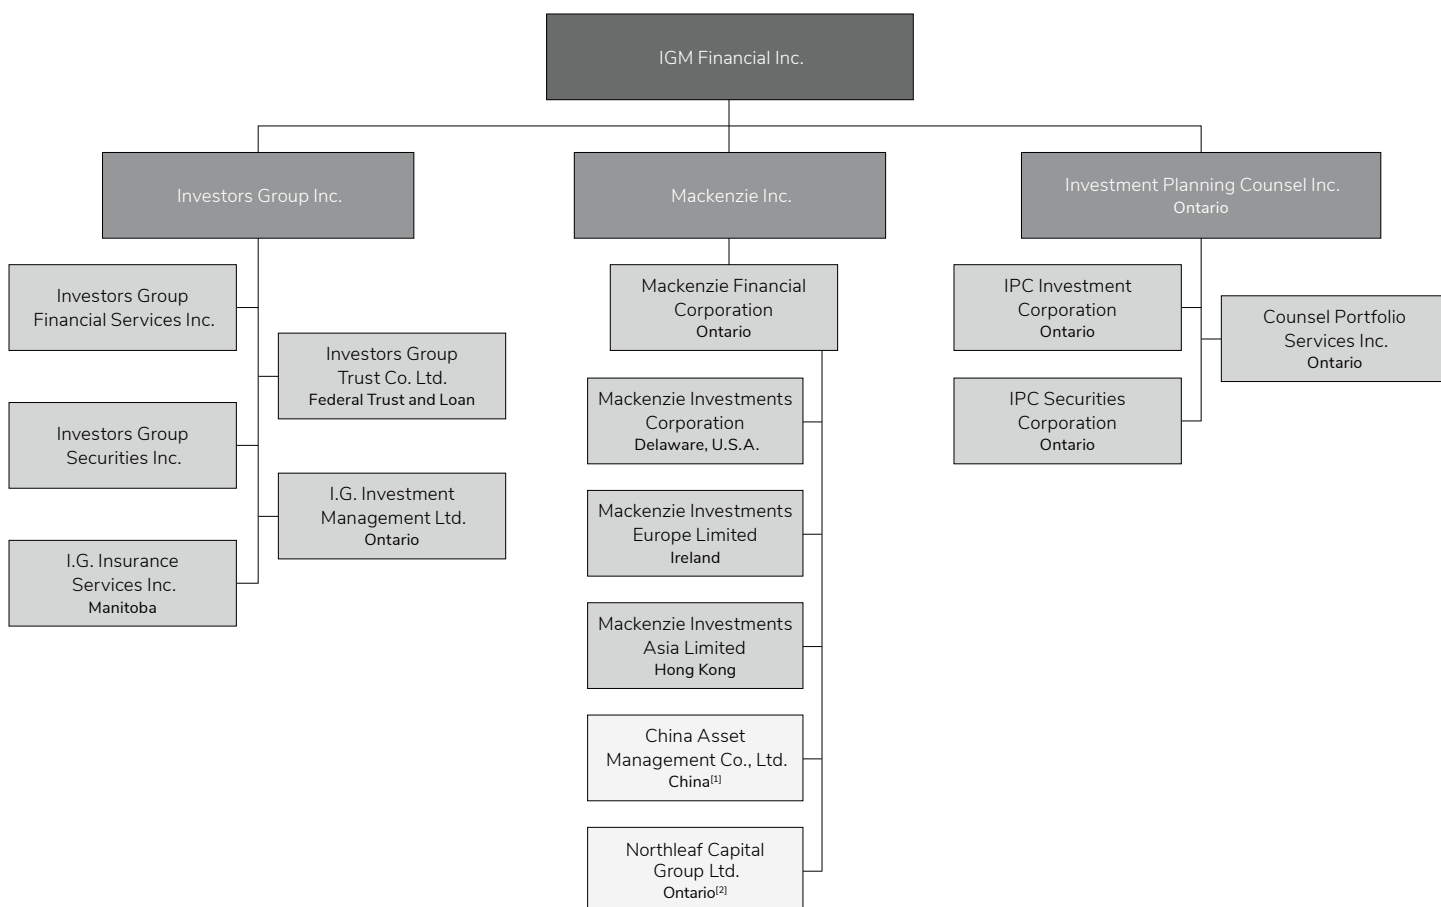 IGM Financial Inc.
Investors Group Inc.
Mackenzie Inc.
Investment Planning Counsel Inc.
Ontario
Investors Group
Financial Services Inc.
Investors Group
Trust Co. Ltd.
Federal Trust and Loan
Investors Group
Securities Inc.
I.G. Investment
Management Ltd.
Ontario
I.G. Insurance
Services Inc.
Manitoba
Mackenzie Financial
Corporation
Ontario
Mackenzie Investments
Corporation
Delaware, U.S.A.
Mackenzie Investments
Europe Limited
Ireland
Mackenzie Investments
Asia Limited
Hong Kong
China Asset
Management Co., Ltd.
China[1]
Northleaf Capital
Group Ltd.
Ontario[2]
IPC Investment
Corporation
Ontario
Counsel Portfolio
Services Inc.
Ontario
IPC Securities
Corporation
Ontario